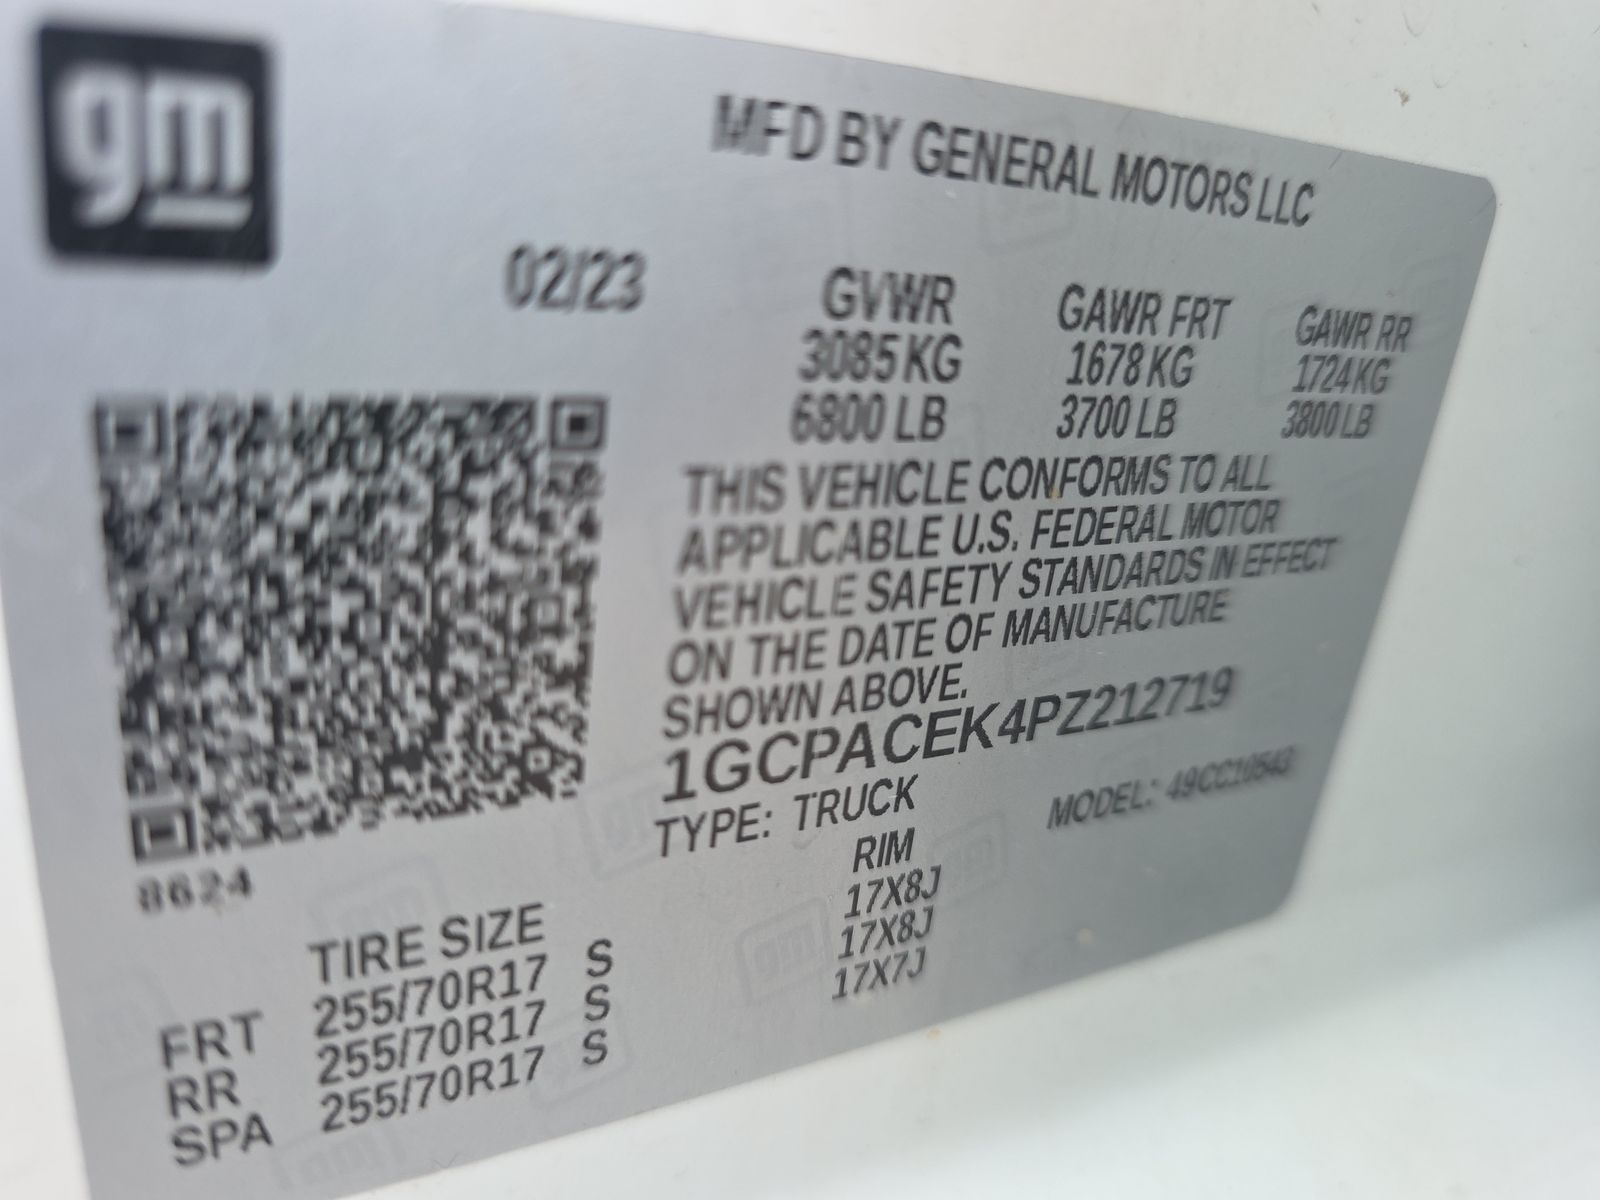 gm
MFD BY GENERAL MOTORS LLC
02/23
GVWR GAWR FRT GAWR RR
3085 KG 1678 KG 1724 KG
6800 LB 3700 LB 3800 LB
THIS VEHICLE CONFORMS TO ALL
APPLICABLE U.S. FEDERAL MOTOR
VEHICLE SAFETY STANDARDS IN EFFECT
ON THE DATE OF MANUFACTURE
SHOWN ABOVE.
1GCPACEK4PZ212719
TYPE: TRUCK MODEL: 49CC10543
8624
TIRE SIZE RIM
FRT 255/70R17 S 17X8J
RR 255/70R17 S 17X8J
SPA 255/70R17 S 17X7J